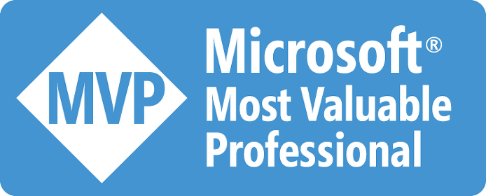 MVP
Microsoft®
Most Valuable
Professional